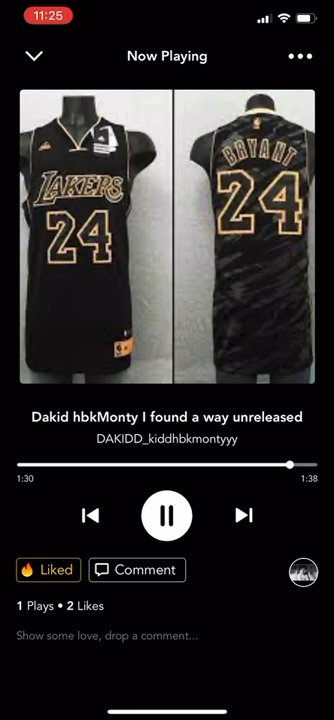 11:25
Now Playing
LAKERS
24
BRYANT
24
Dakid hbkMonty I found a way unreleased
DAKIDD_kiddhbkmontyyy
1:30
1:38
Liked
Comment
1 Plays • 2 Likes
Show some love, drop a comment...